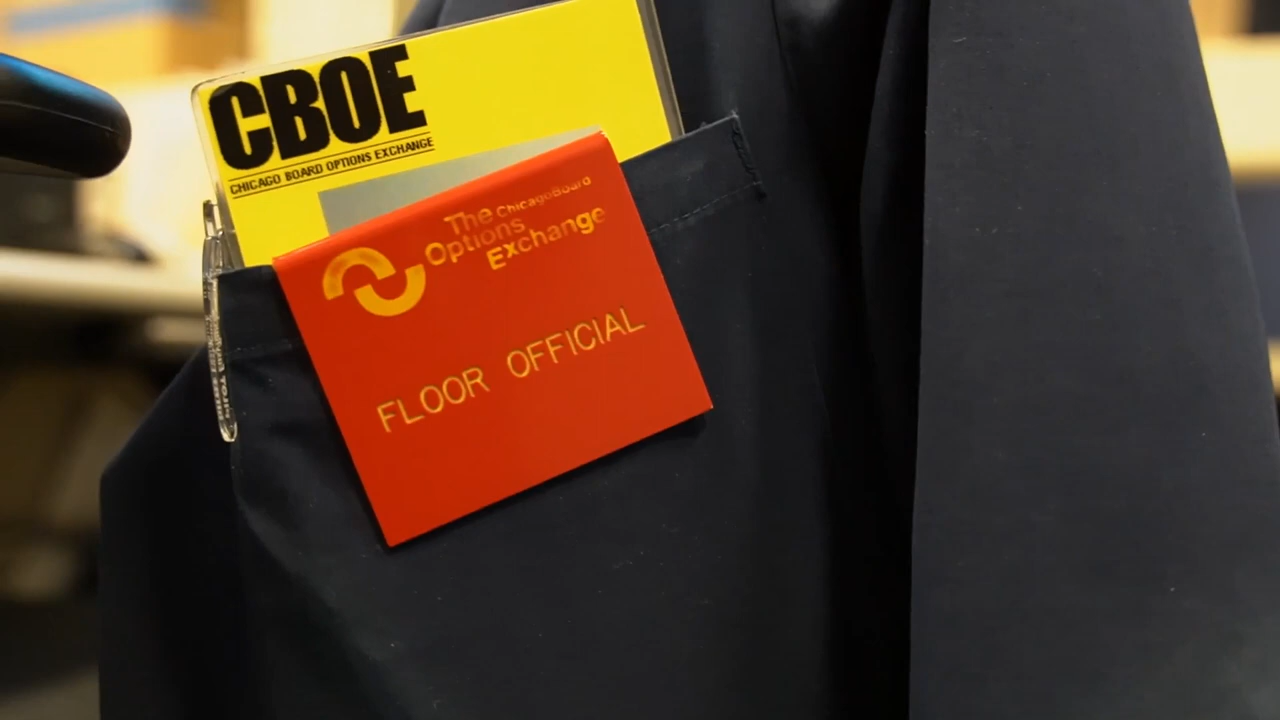 CBOE
CHICAGO BOARD OPTIONS EXCHANGE
The ChicagoBoard
Options
Exchange
FLOOR OFFICIAL